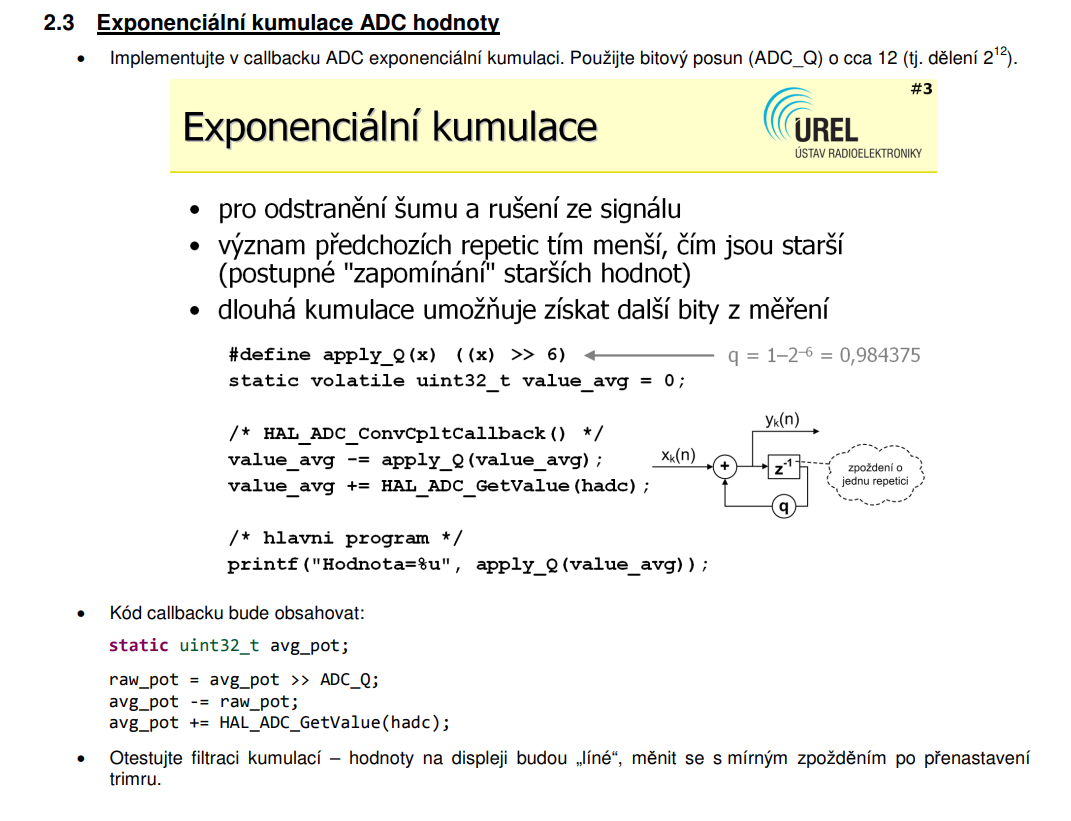 2.3 Exponenciální kumulace ADC hodnoty
• Implementujte v callbacku ADC exponenciální kumulaci. Použijte bitový posun (ADC_Q) o cca 12 (tj. dělení 2^12).
#3
Exponenciální kumulace
ÚREL
ÚSTAV RADIOELEKTRONIKY
• pro odstranění šumu a rušení ze signálu
• význam předchozích repetic tím menší, čím jsou starší
(postupné "zapomínání" starších hodnot)
• dlouhá kumulace umožňuje získat další bity z měření
#define apply_Q(x) ((x) >> 6)
q = 1–2^–6 = 0,984375
static volatile uint32_t value_avg = 0;
/* HAL_ADC_ConvCpltCallback() */
value_avg -= apply_Q(value_avg);
value_avg += HAL_ADC_GetValue(hadc);
yk(n)
xk(n)
+
z^-1
q
zpoždění o
jednu repetici
/* hlavni program */
printf("Hodnota=%u", apply_Q(value_avg));
• Kód callbacku bude obsahovat:
static uint32_t avg_pot;
raw_pot = avg_pot >> ADC_Q;
avg_pot -= raw_pot;
avg_pot += HAL_ADC_GetValue(hadc);
• Otestujte filtraci kumulací – hodnoty na displeji budou „líné“, měnit se s mírným zpožděním po přenastavení
trimru.